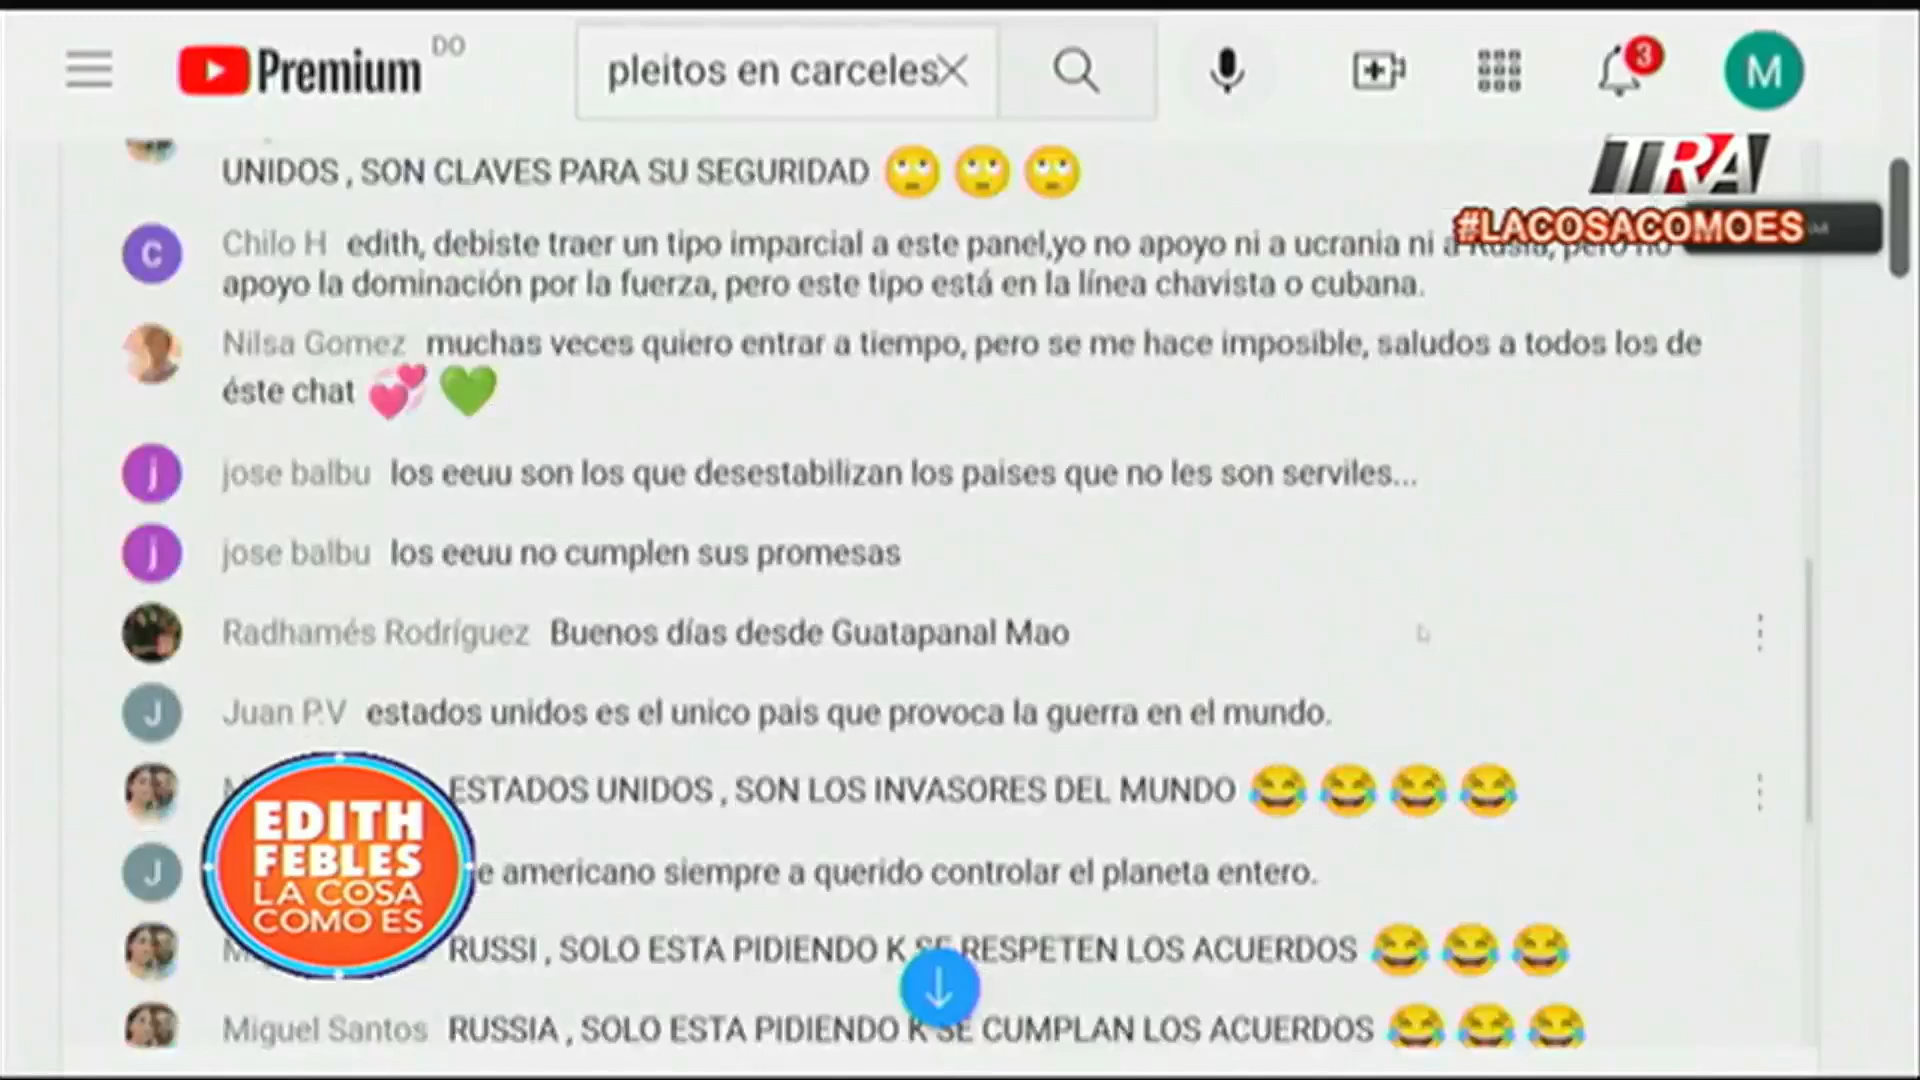 Premium DO
pleitos en carceles
3
M
TRA
#LACOSACOMOES
UNIDOS , SON CLAVES PARA SU SEGURIDAD 🙄 🙄 🙄
C
Chilo H edith, debiste traer un tipo imparcial a este panel,yo no apoyo ni a ucrania ni a Rusia, pero no
apoyo la dominación por la fuerza, pero este tipo está en la línea chavista o cubana.
Nilsa Gomez muchas veces quiero entrar a tiempo, pero se me hace imposible, saludos a todos los de
éste chat 💞 💚
j
jose balbu los eeuu son los que desestabilizan los paises que no les son serviles...
j
jose balbu los eeuu no cumplen sus promesas
Radhamés Rodríguez Buenos días desde Guatapanal Mao
J
Juan P.V estados unidos es el unico pais que provoca la guerra en el mundo.
ESTADOS UNIDOS , SON LOS INVASORES DEL MUNDO 😂 😂 😂 😂
J
e americano siempre a querido controlar el planeta entero.
RUSSI , SOLO ESTA PIDIENDO K SE RESPETEN LOS ACUERDOS 😂 😂 😂
Miguel Santos RUSSIA , SOLO ESTA PIDIENDO K SE CUMPLAN LOS ACUERDOS 😂 😂 😂
EDITH
FEBLES
LA COSA
COMO ES